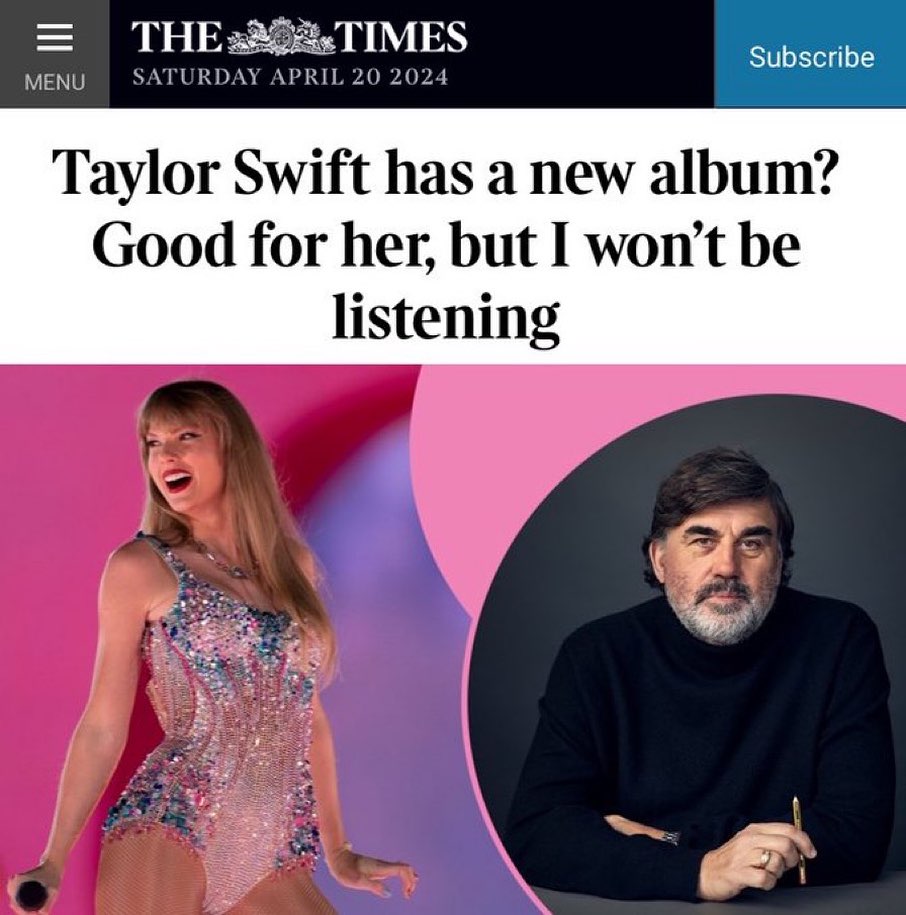 MENU
THE TIMES
SATURDAY APRIL 20 2024
Subscribe
Taylor Swift has a new album?
Good for her, but I won’t be
listening